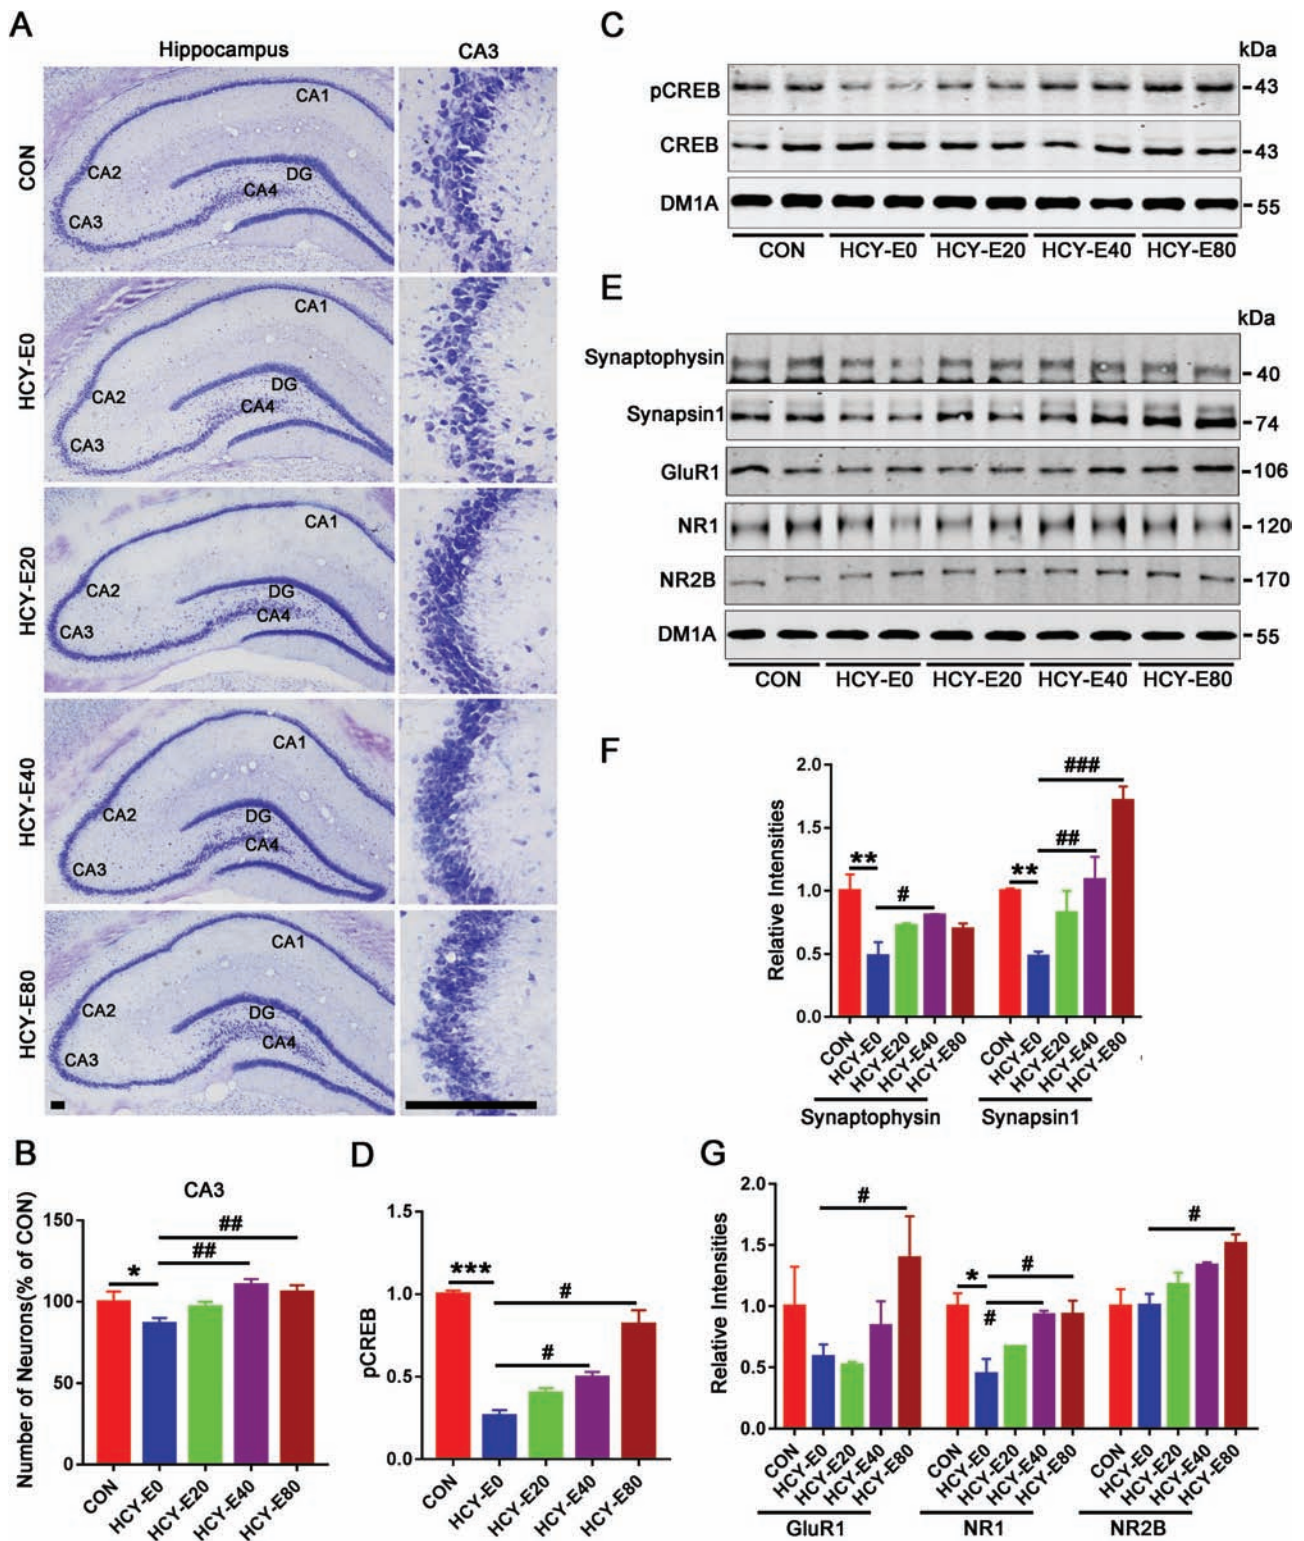 A
Hippocampus
CA3
CON
CA1
CA2
DG
CA4
CA3
HCY-E0
CA1
CA2
DG
CA4
CA3
HCY-E20
CA1
CA2
DG
CA4
CA3
HCY-E40
CA1
CA2
DG
CA4
CA3
HCY-E80
CA1
CA2
DG
CA4
CA3
C
kDa
pCREB
43
CREB
43
DM1A
55
CON HCY-E0 HCY-E20 HCY-E40 HCY-E80
E
kDa
Synaptophysin
40
Synapsin1
74
GluR1
106
NR1
120
NR2B
170
DM1A
55
CON HCY-E0 HCY-E20 HCY-E40 HCY-E80
F
Relative Intensities
2.0
1.5
1.0
0.5
0.0
** # ** ## ###
CON HCY-E0 HCY-E20 HCY-E40 HCY-E80
CON HCY-E0 HCY-E20 HCY-E40 HCY-E80
Synaptophysin Synapsin1
B
CA3
Number of Neurons(% of CON)
150
100
50
0
* ## ##
CON HCY-E0 HCY-E20 HCY-E40 HCY-E80
D
pCREB
1.5
1.0
0.5
0.0
*** # #
CON HCY-E0 HCY-E20 HCY-E40 HCY-E80
G
Relative Intensities
2.0
1.5
1.0
0.5
0.0
# * # # #
CON HCY-E0 HCY-E20 HCY-E40 HCY-E80
CON HCY-E0 HCY-E20 HCY-E40 HCY-E80
CON HCY-E0 HCY-E20 HCY-E40 HCY-E80
GluR1 NR1 NR2B